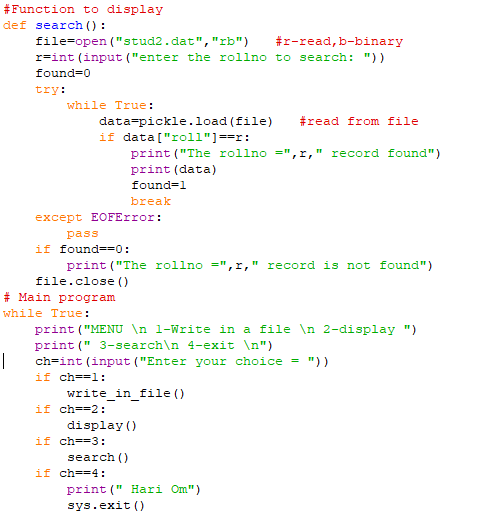 #Function to display
def search():
    file=open("stud2.dat","rb")   #r-read,b-binary
    r=int(input("enter the rollno to search: "))
    found=0
    try:
        while True:
            data=pickle.load(file)   #read from file
            if data["roll"]==r:
                print("The rollno =",r," record found")
                print(data)
                found=1
                break
    except EOFError:
        pass
    if found==0:
        print("The rollno =",r," record is not found")
    file.close()
# Main program
while True:
    print("MENU \n 1-Write in a file \n 2-display ")
    print(" 3-search\n 4-exit \n")
    ch=int(input("Enter your choice = "))
    if ch==1:
        write_in_file()
    if ch==2:
        display()
    if ch==3:
        search()
    if ch==4:
        print(" Hari Om")
        sys.exit()